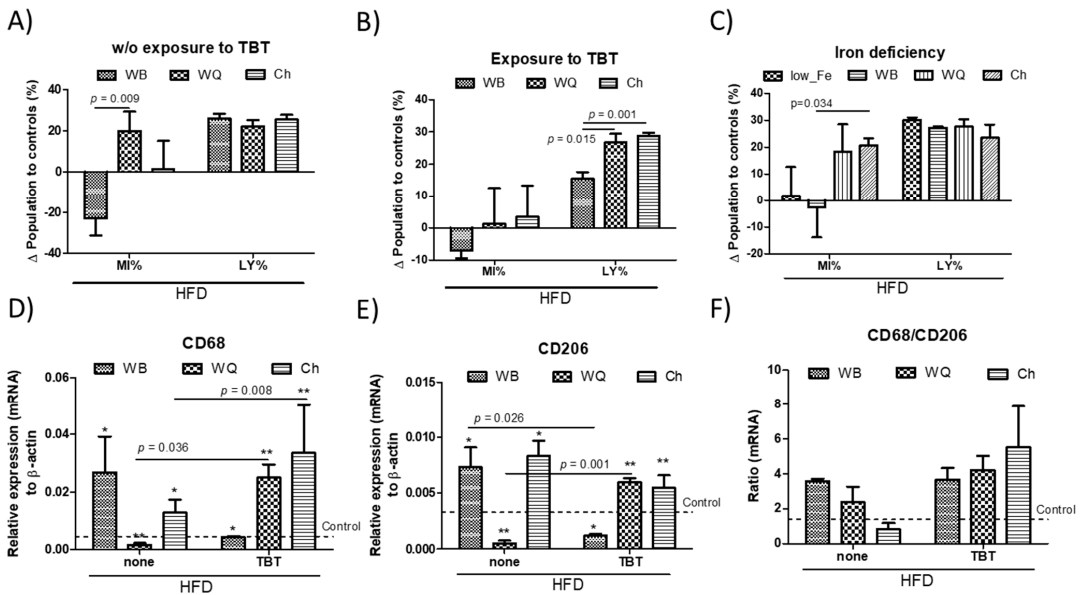 A)
w/o exposure to TBT
WB WQ Ch
Δ Population to controls (%)
40
20
0
-20
-40
p = 0.009
MI% LY%
HFD
B)
Exposure to TBT
WB WQ Ch
Δ Population to controls (%)
40
30
20
10
0
-10
p = 0.001
p = 0.015
MI% LY%
HFD
C)
Iron deficiency
low_Fe WB WQ Ch
Δ Population to controls (%)
40
30
20
10
0
-10
-20
p=0.034
MI% LY%
HFD
D)
CD68
WB WQ Ch
Relative expression (mRNA)
to β-actin
0.06
0.04
0.02
0.00
p = 0.008
p = 0.036
* ** * * ** **
Control
none TBT
HFD
E)
CD206
WB WQ Ch
Relative expression (mRNA)
to β-actin
0.015
0.010
0.005
0.000
p = 0.026
p = 0.001
* ** * * ** **
Control
none TBT
HFD
F)
CD68/CD206
WB WQ Ch
Ratio (mRNA)
10
8
6
4
2
0
Control
none TBT
HFD